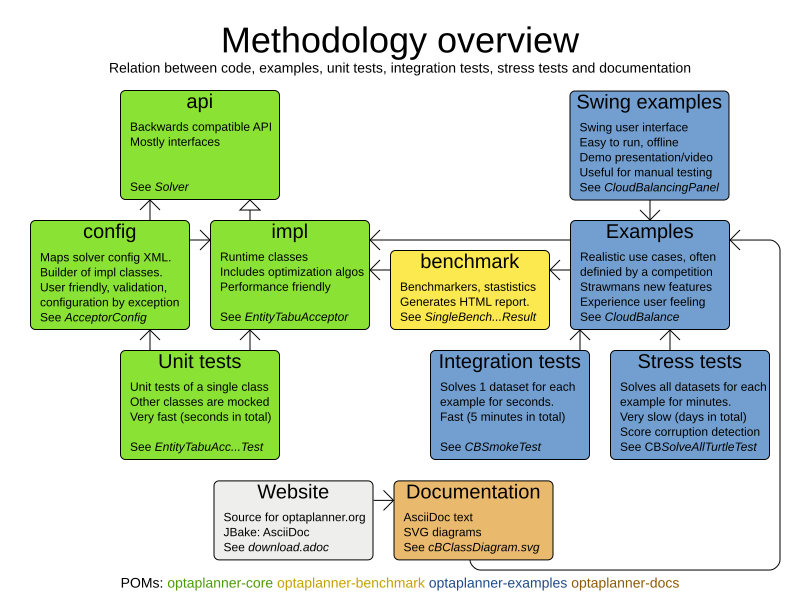 Methodology overview
Relation between code, examples, unit tests, integration tests, stress tests and documentation
api
Backwards compatible API
Mostly interfaces
See Solver
Swing examples
Swing user interface
Easy to run, offline
Demo presentation/video
Useful for manual testing
See CloudBalancingPanel
config
Maps solver config XML.
Builder of impl classes.
User friendly, validation,
configuration by exception
See AcceptorConfig
impl
Runtime classes
Includes optimization algos
Performance friendly
See EntityTabuAcceptor
benchmark
Benchmarkers, stastistics
Generates HTML report.
See SingleBench...Result
Examples
Realistic use cases, often
definied by a competition
Strawmans new features
Experience user feeling
See CloudBalance
Unit tests
Unit tests of a single class
Other classes are mocked
Very fast (seconds in total)
See EntityTabuAcc...Test
Integration tests
Solves 1 dataset for each
example for seconds.
Fast (5 minutes in total)
See CBSmokeTest
Stress tests
Solves all datasets for each
example for minutes.
Very slow (days in total)
Score corruption detection
See CBSolveAllTurtleTest
Website
Source for optaplanner.org
JBake: AsciiDoc
See download.adoc
Documentation
AsciiDoc text
SVG diagrams
See cBClassDiagram.svg
POMs: optaplanner-core optaplanner-benchmark optaplanner-examples optaplanner-docs